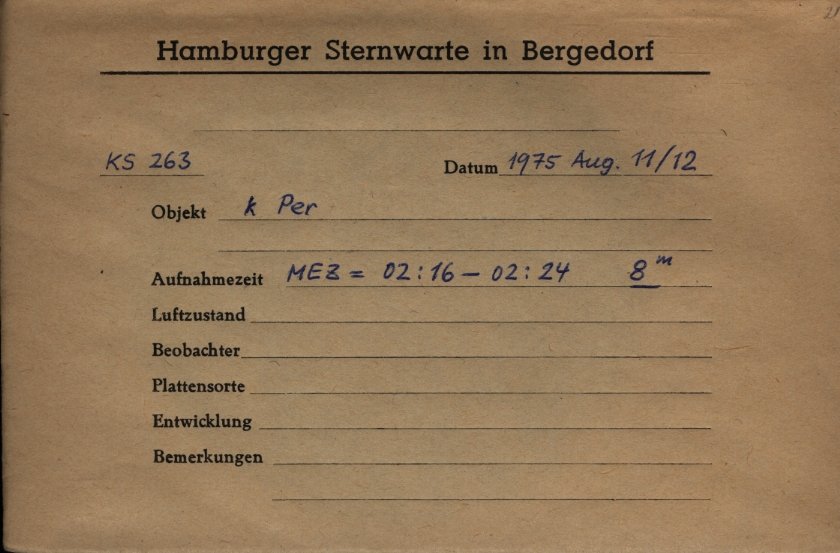 Hamburger Sternwarte in Bergedorf
KS 263 Datum 1975 Aug. 11/12
Objekt k Per
Aufnahmezeit MEZ = 02:16 – 02:24 8ᵐ
Luftzustand
Beobachter
Plattensorte
Entwicklung
Bemerkungen